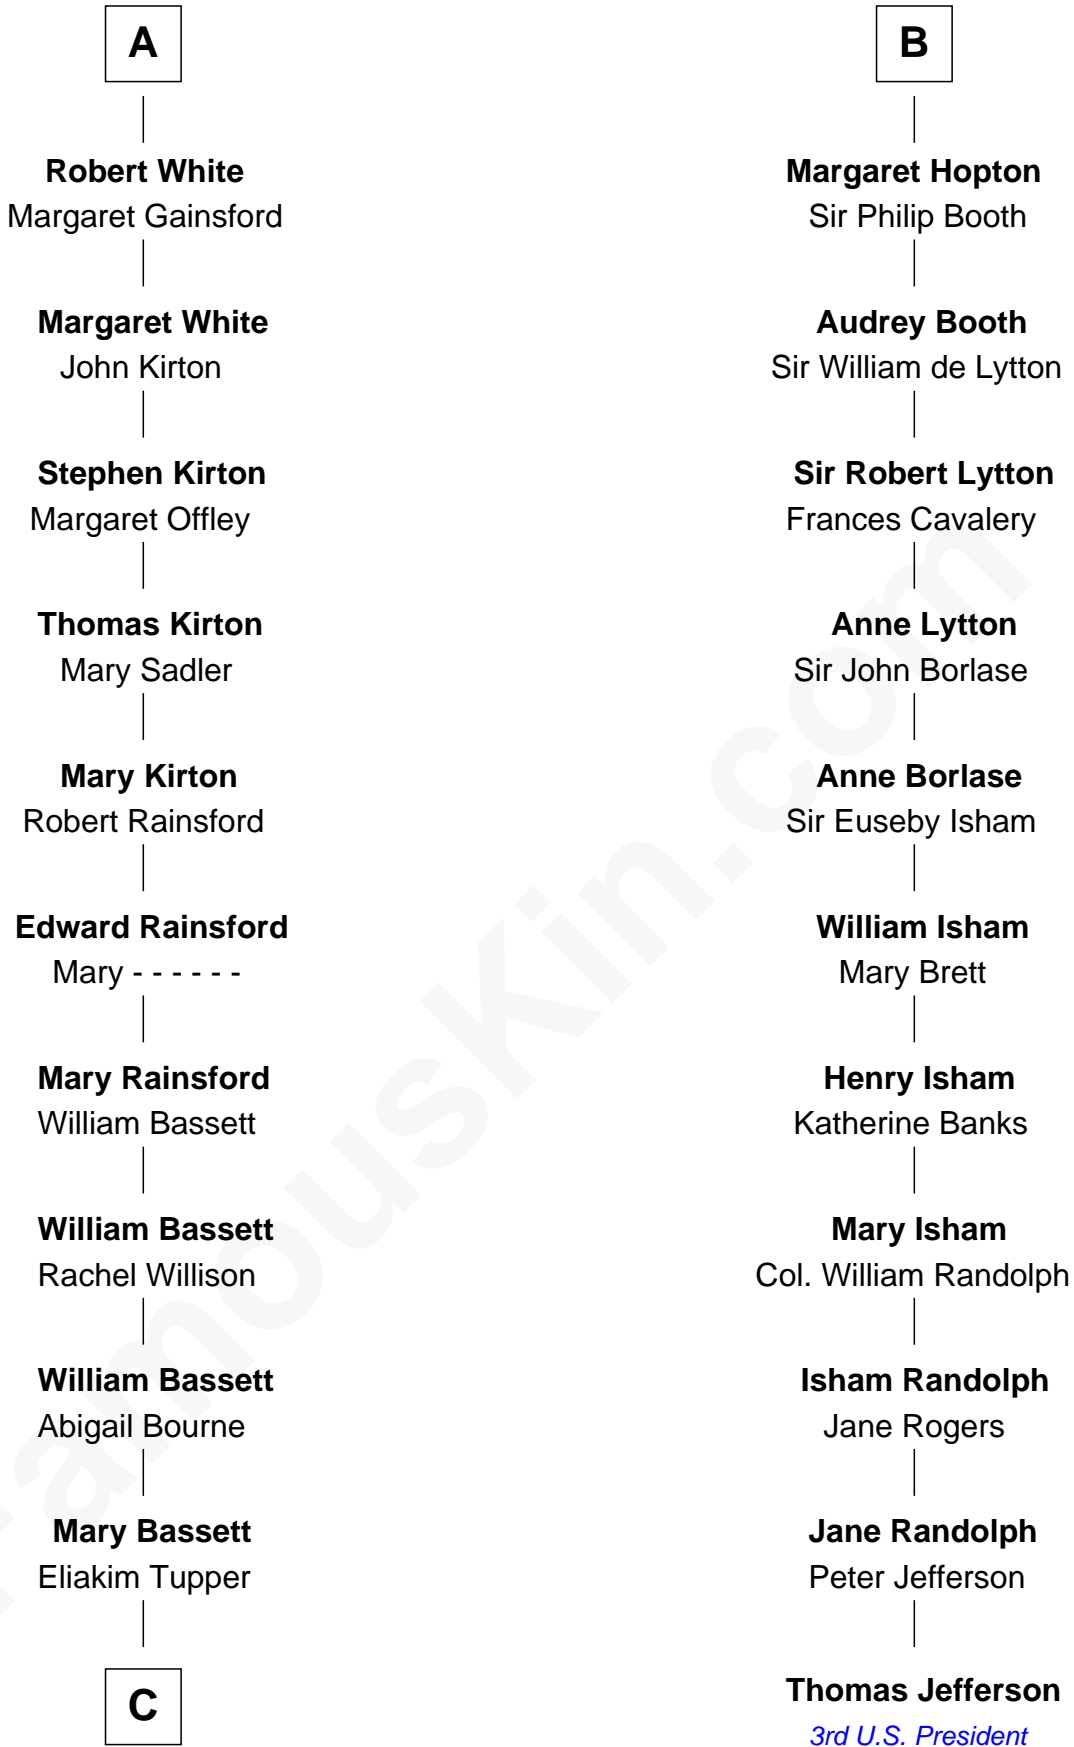 A
Robert White
Margaret Gainsford
Margaret White
John Kirton
Stephen Kirton
Margaret Offley
Thomas Kirton
Mary Sadler
Mary Kirton
Robert Rainsford
Edward Rainsford
Mary - - - - - -
Mary Rainsford
William Bassett
William Bassett
Rachel Willison
William Bassett
Abigail Bourne
Mary Bassett
Eliakim Tupper
C
B
Margaret Hopton
Sir Philip Booth
Audrey Booth
Sir William de Lytton
Sir Robert Lytton
Frances Cavalery
Anne Lytton
Sir John Borlase
Anne Borlase
Sir Euseby Isham
William Isham
Mary Brett
Henry Isham
Katherine Banks
Mary Isham
Col. William Randolph
Isham Randolph
Jane Rogers
Jane Randolph
Peter Jefferson
Thomas Jefferson
3rd U.S. President
FamousKin.com